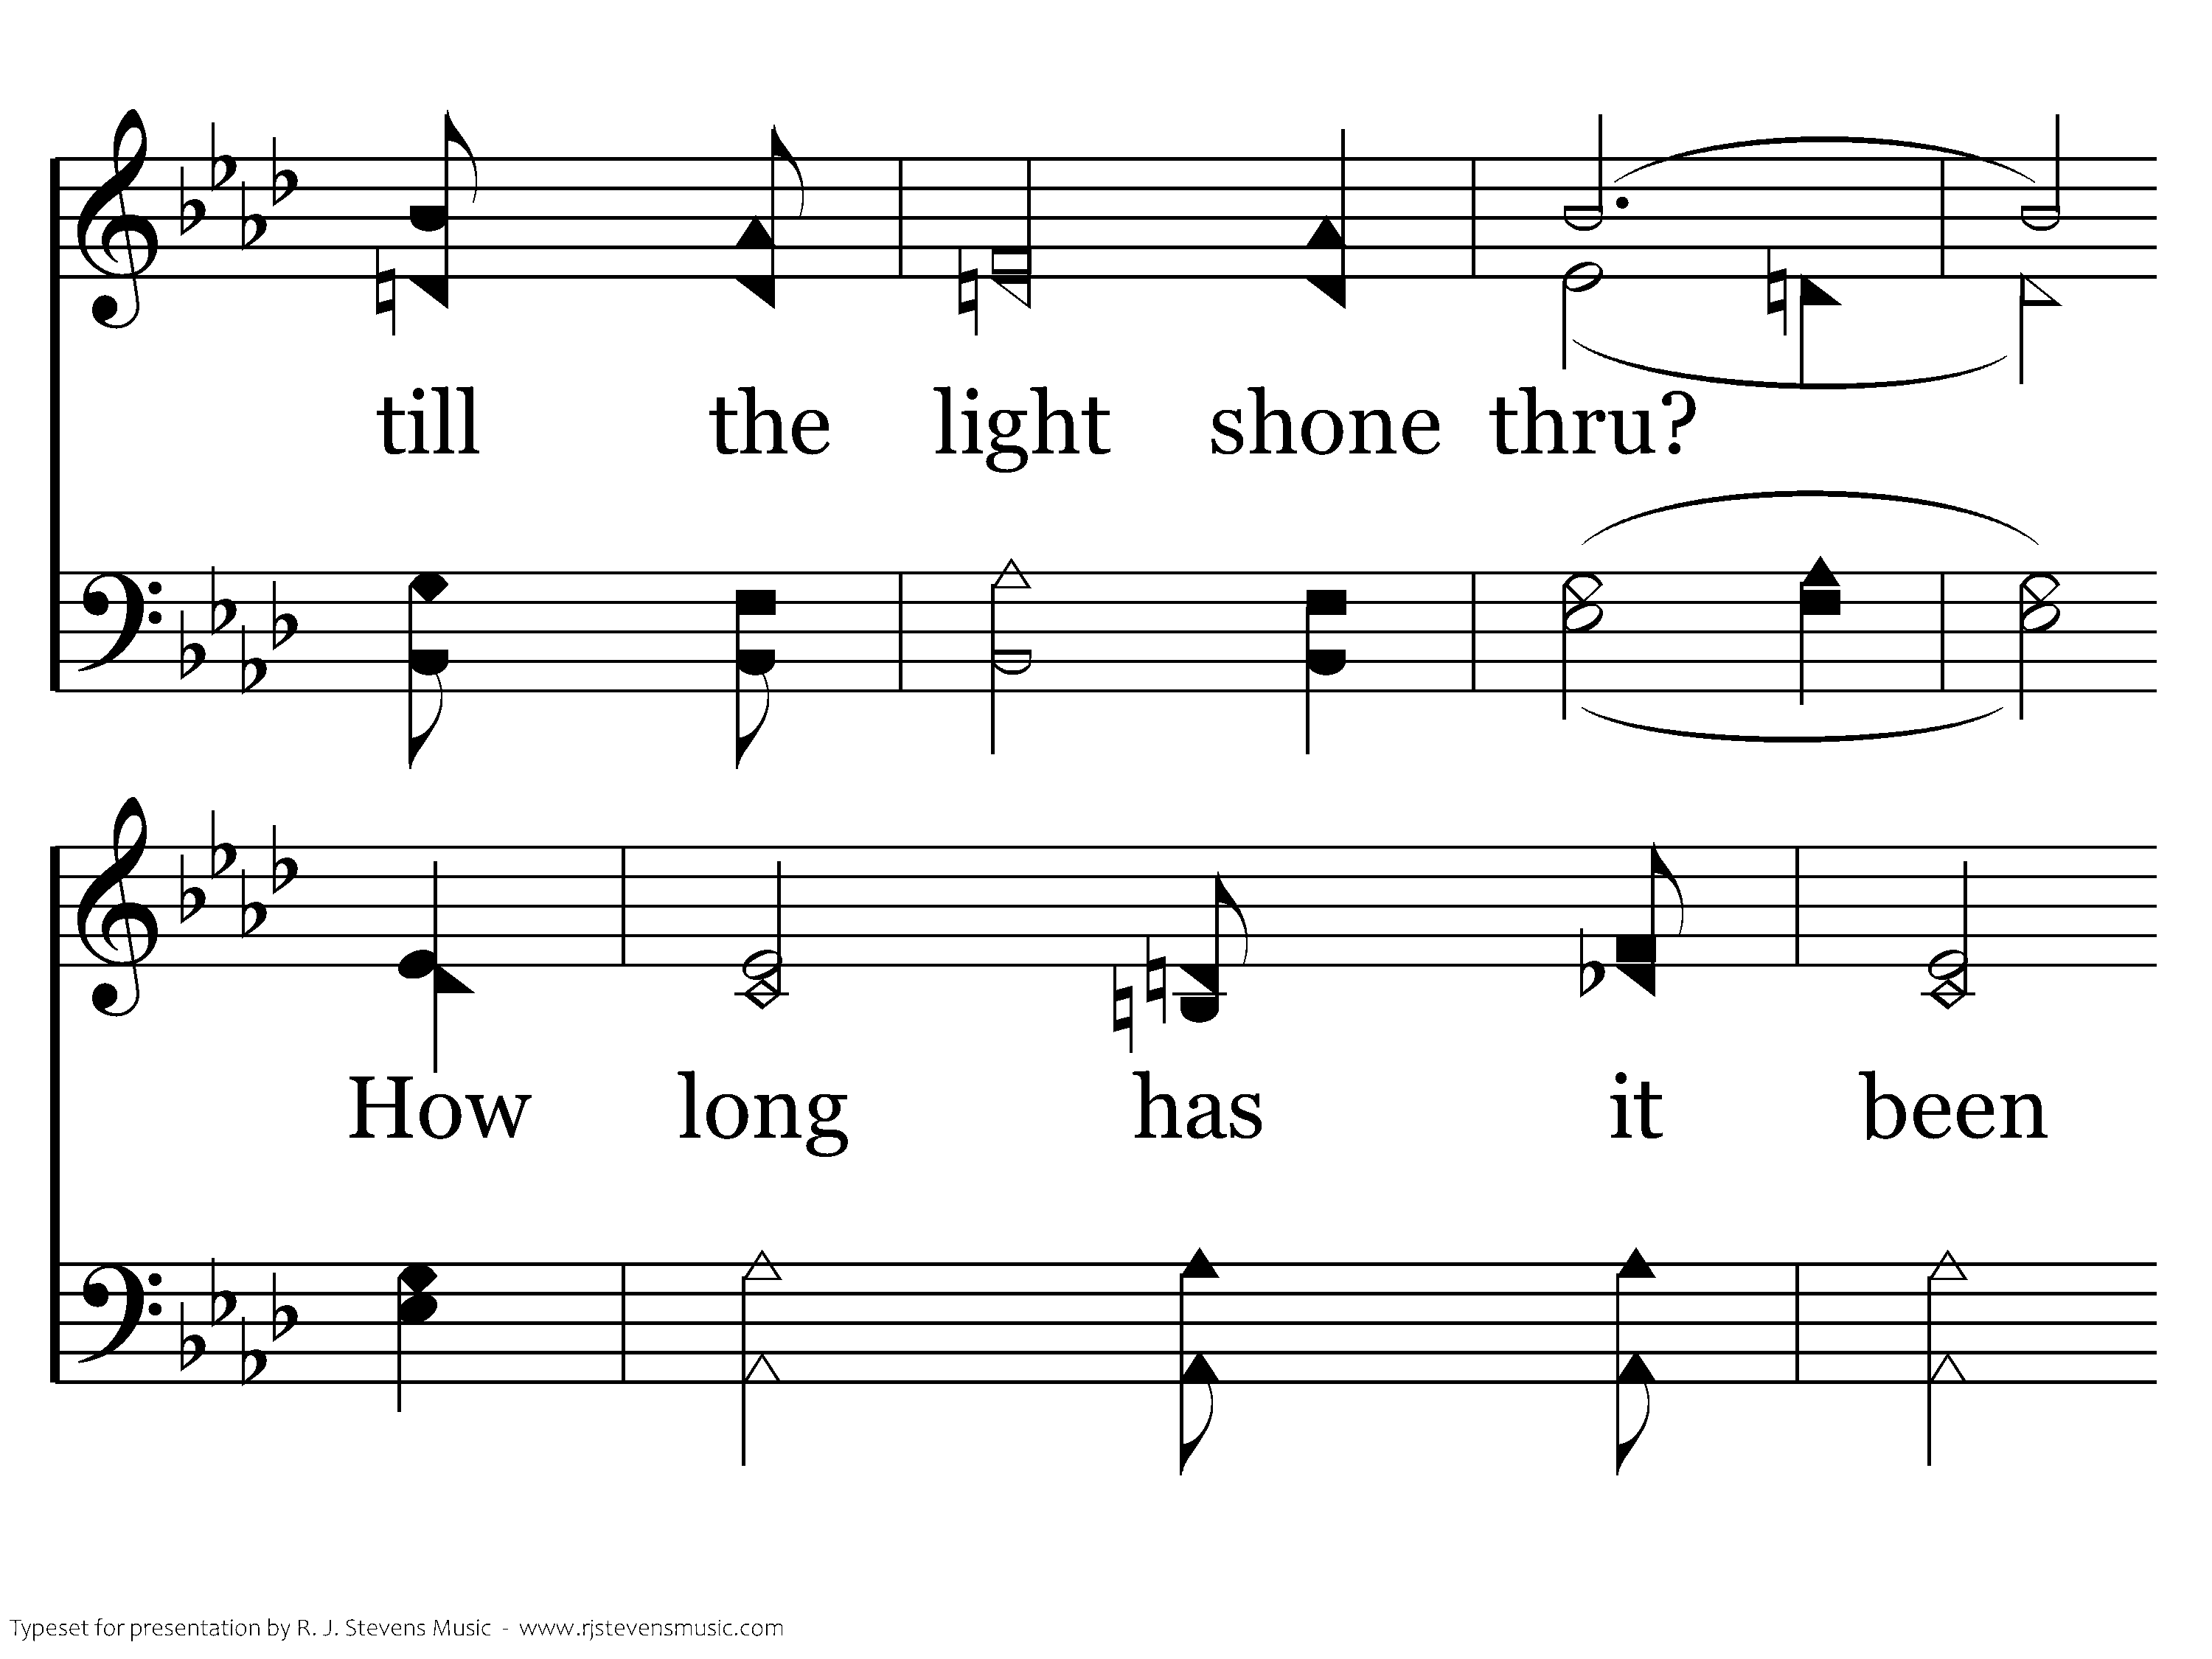 till the light shone thru?
How long has it been
Typeset for presentation by R. J. Stevens Music - www.rjstevensmusic.com